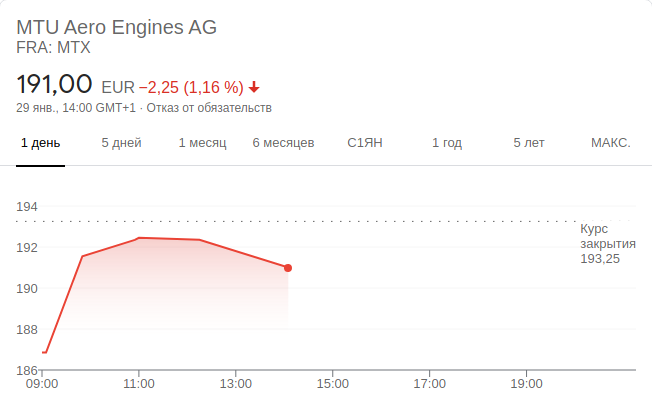 MTU Aero Engines AG
FRA: MTX
191,00 EUR −2,25 (1,16 %)
29 янв., 14:00 GMT+1 · Отказ от обязательств
1 день 5 дней 1 месяц 6 месяцев С1ЯН 1 год 5 лет МАКС.
194
Курс
закрытия
193,25
192
190
188
186
09:00 11:00 13:00 15:00 17:00 19:00